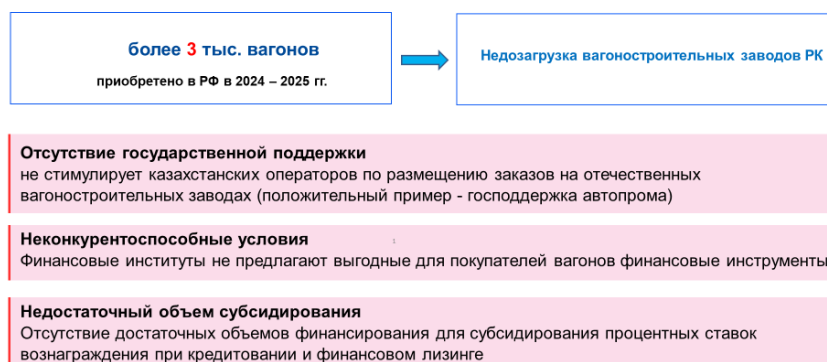 более 3 тыс. вагонов
приобретено в РФ в 2024 – 2025 гг.
Недозагрузка вагоностроительных заводов РК
Отсутствие государственной поддержки
не стимулирует казахстанских операторов по размещению заказов на отечественных
вагоностроительных заводах (положительный пример - господдержка автопрома)
Неконкурентоспособные условия
Финансовые институты не предлагают выгодные для покупателей вагонов финансовые инструменты
Недостаточный объем субсидирования
Отсутствие достаточных объемов финансирования для субсидирования процентных ставок
вознаграждения при кредитовании и финансовом лизинге